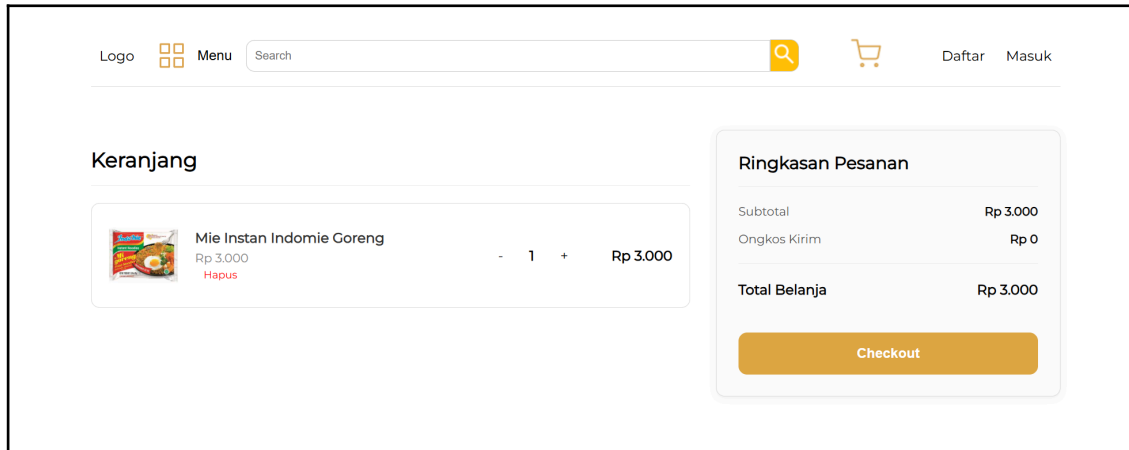 Logo
Menu
Search
Daftar
Masuk
Keranjang
Mie Instan Indomie Goreng
Rp 3.000
Hapus
- 1 +
Rp 3.000
Ringkasan Pesanan
Subtotal Rp 3.000
Ongkos Kirim Rp 0
Total Belanja Rp 3.000
Checkout